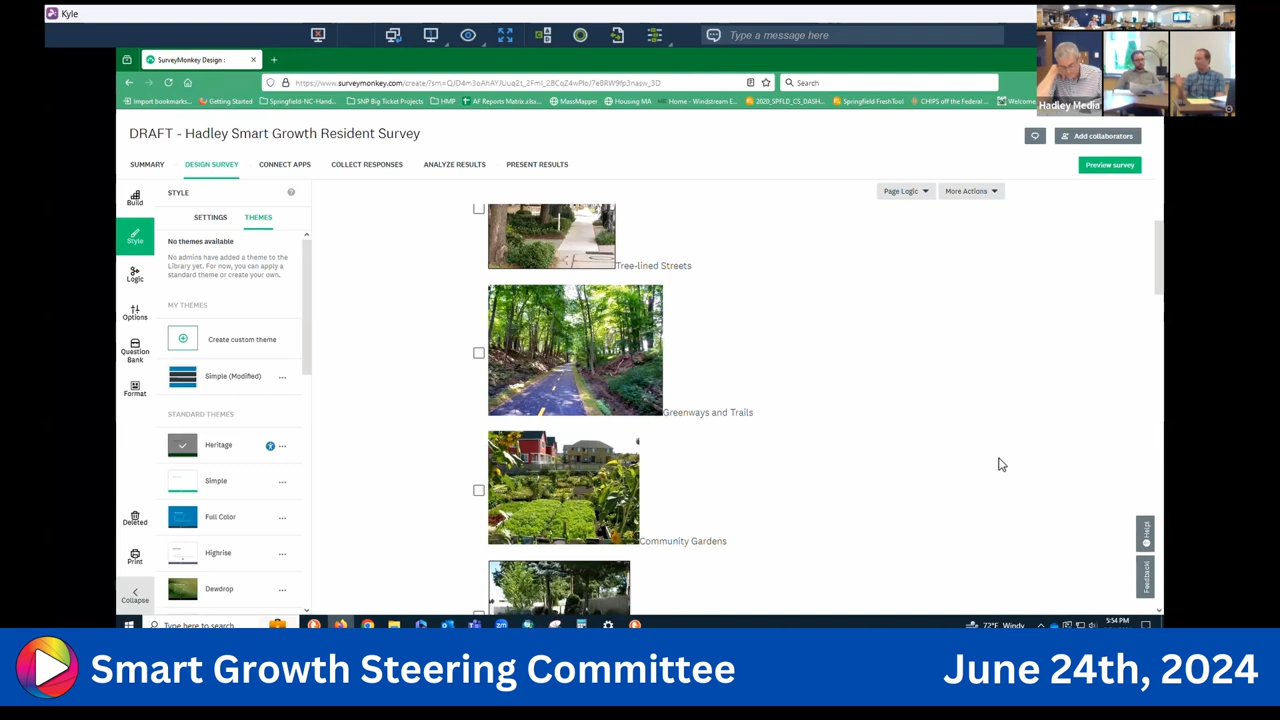 Kyle
Type a message here
SurveyMonkey Design :
Search
Import bookmarks...
Getting Started
Springfield-NC-Hand...
SNP Big Ticket Projects
HMP
AF Reports Matrix.xlsx...
MassMapper
Housing MA
Home - Windstream E...
2020_SPFLD_CS_DASH...
Springfield FreshTool
CHIPS off the Federal ...
Welcome
Hadley Media
DRAFT - Hadley Smart Growth Resident Survey
Add collaborators
SUMMARY
DESIGN SURVEY
CONNECT APPS
COLLECT RESPONSES
ANALYZE RESULTS
PRESENT RESULTS
Preview survey
Build
Style
Logic
Options
Question
Bank
Format
Deleted
Print
Collapse
STYLE
SETTINGS
THEMES
No themes available
No admins have added a theme to the
Library yet. For now, you can apply a
standard theme or create your own.
MY THEMES
Create custom theme
Simple (Modified)
STANDARD THEMES
Heritage
Simple
Full Color
Highrise
Dewdrop
Page Logic
More Actions
Tree-lined Streets
Greenways and Trails
Community Gardens
Help!
Feedback!
Type here to search
72°F Windy
5:54 PM
Smart Growth Steering Committee
June 24th, 2024